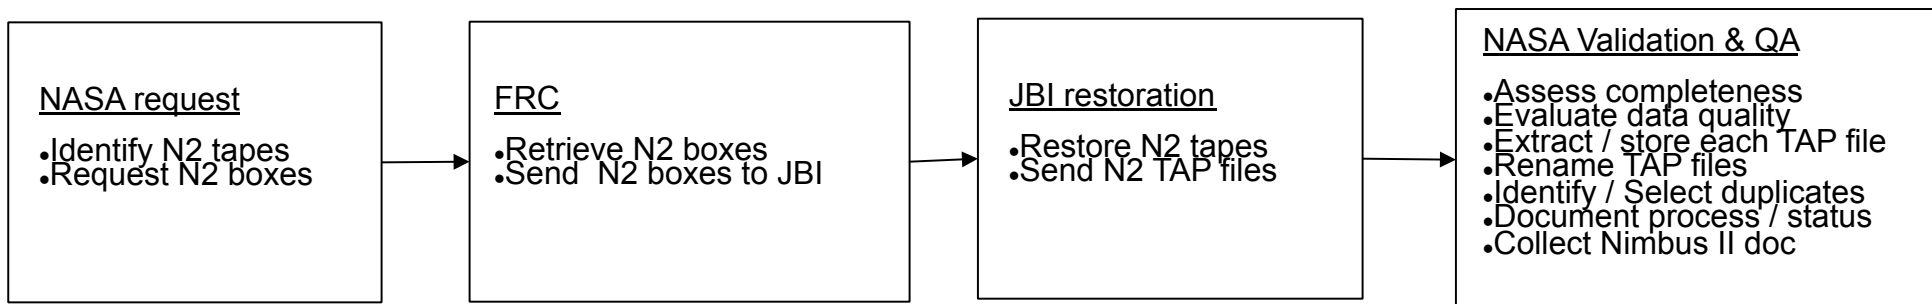 NASA request
•Identify N2 tapes
•Request N2 boxes
FRC
•Retrieve N2 boxes
•Send  N2 boxes to JBI
JBI restoration
•Restore N2 tapes
•Send N2 TAP files
NASA Validation & QA
•Assess completeness
•Evaluate data quality
•Extract / store each TAP file
•Rename TAP files
•Identify / Select duplicates
•Document process / status
•Collect Nimbus II doc